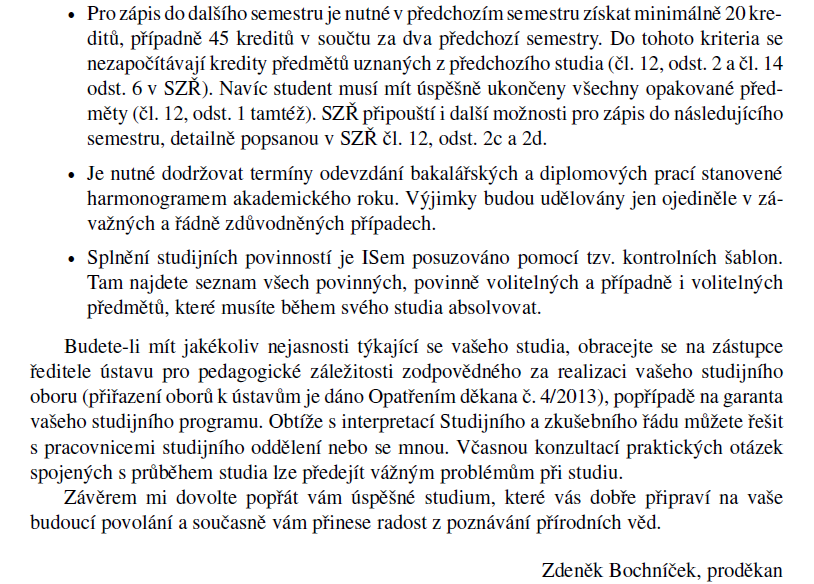 • Pro zápis do dalšího semestru je nutné v předchozím semestru získat minimálně 20 kre-
ditů, případně 45 kreditů v součtu za dva předchozí semestry. Do tohoto kriteria se
nezapočítávají kredity předmětů uznaných z předchozího studia (čl. 12, odst. 2 a čl. 14
odst. 6 v SZŘ). Navíc student musí mít úspěšně ukončeny všechny opakované před-
měty (čl. 12, odst. 1 tamtéž). SZŘ připouští i další možnosti pro zápis do následujícího
semestru, detailně popsanou v SZŘ čl. 12, odst. 2c a 2d.
• Je nutné dodržovat termíny odevzdání bakalářských a diplomových prací stanovené
harmonogramem akademického roku. Výjimky budou udělovány jen ojediněle v zá-
važných a řádně zdůvodněných případech.
• Splnění studijních povinností je ISem posuzováno pomocí tzv. kontrolních šablon.
Tam najdete seznam všech povinných, povinně volitelných a případně i volitelných
předmětů, které musíte během svého studia absolvovat.
Budete-li mít jakékoliv nejasnosti týkající se vašeho studia, obracejte se na zástupce
ředitele ústavu pro pedagogické záležitosti zodpovědného za realizaci vašeho studijního
oboru (přiřazení oborů k ústavům je dáno Opatřením děkana č. 4/2013), popřípadě na garanta
vašeho studijního programu. Obtíže s interpretací Studijního a zkušebního řádu můžete řešit
s pracovnicemi studijního oddělení nebo se mnou. Včasnou konzultací praktických otázek
spojených s průběhem studia lze předejít vážným problémům při studiu.
Závěrem mi dovolte popřát vám úspěšné studium, které vás dobře připraví na vaše
budoucí povolání a současně vám přinese radost z poznávání přírodních věd.
Zdeněk Bochníček, proděkan